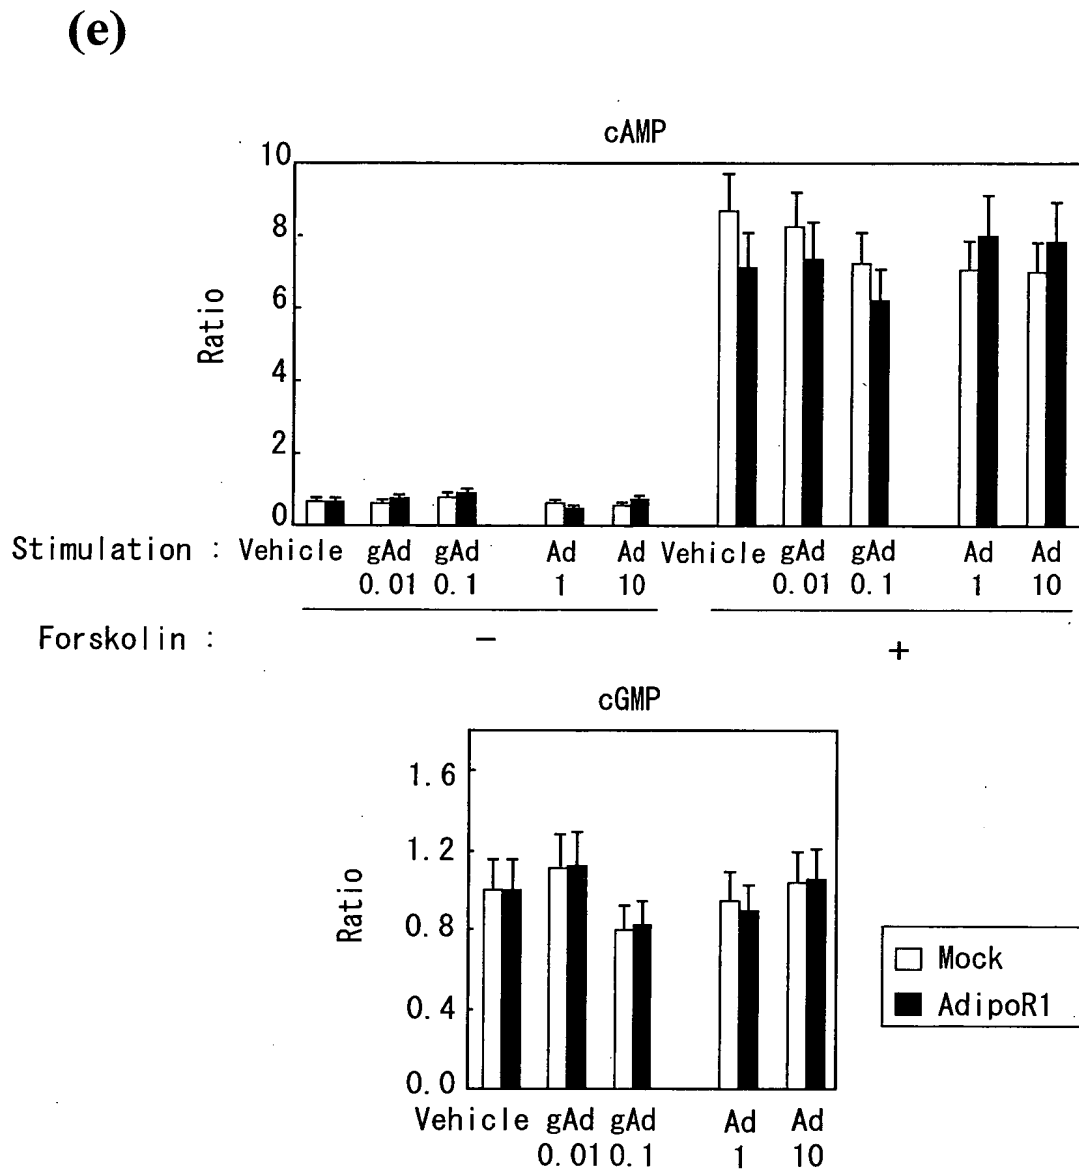 (e)
cAMP
10
8
6
4
2
0
Ratio
Stimulation : Vehicle gAd gAd Ad Ad Vehicle gAd gAd Ad Ad
0.01 0.1 1 10 0.01 0.1 1 10
Forskolin : − +
cGMP
1.6
1.2
0.8
0.4
0.0
Ratio
Mock
AdipoR1
Vehicle gAd gAd Ad Ad
0.01 0.1 1 10